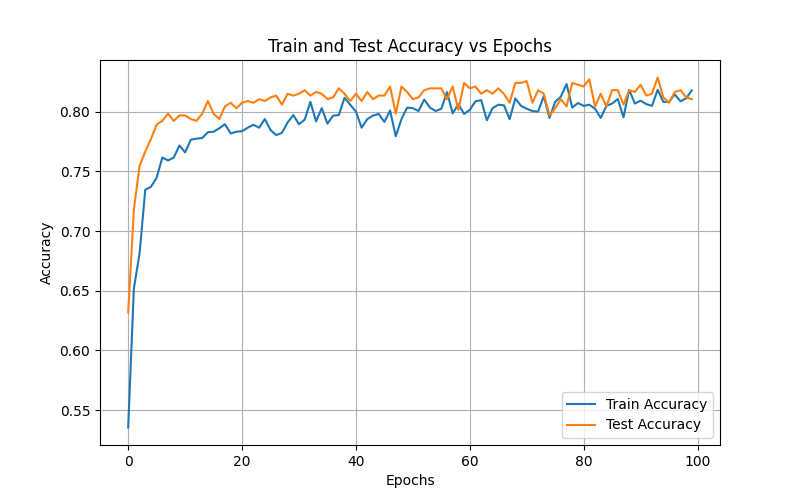 Train and Test Accuracy vs Epochs
Accuracy
0.80
0.75
0.70
0.65
0.60
0.55
0 20 40 60 80 100
Epochs
Train Accuracy
Test Accuracy